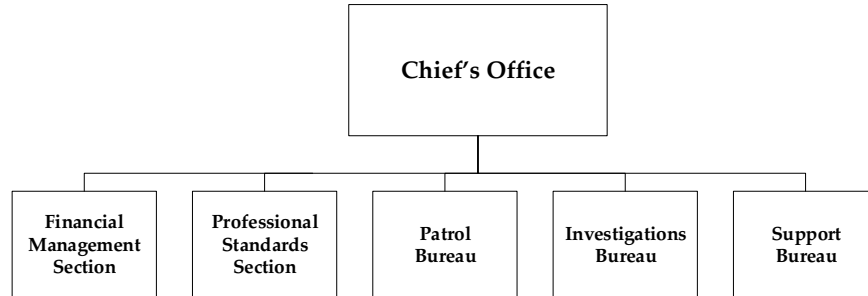 Chief’s Office
Financial
Management
Section
Professional
Standards
Section
Patrol
Bureau
Investigations
Bureau
Support
Bureau